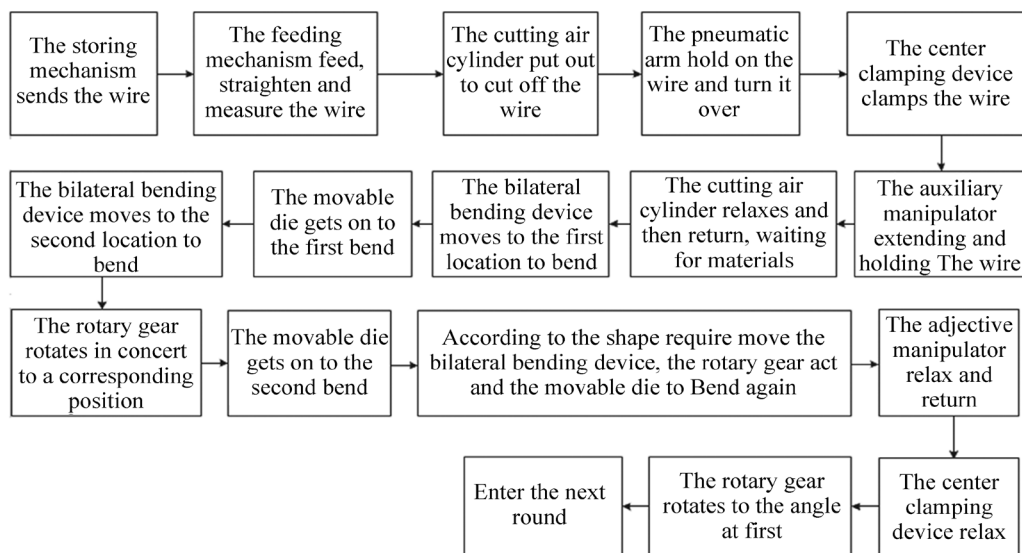 The storing
mechanism
sends the wire
The feeding
mechanism feed,
straighten and
measure the wire
The cutting air
cylinder put out
to cut off the
wire
The pneumatic
arm hold on the
wire and turn it
over
The center
clamping device
clamps the wire
The auxiliary
manipulator
extending and
holding The wire
The cutting air
cylinder relaxes and
then return, waiting
for materials
The bilateral
bending device
moves to the first
location to bend
The movable
die gets on to
the first bend
The bilateral bending
device moves to the
second location to
bend
The rotary gear
rotates in concert
to a corresponding
position
The movable die
gets on to the
second bend
According to the shape require move the
bilateral bending device, the rotary gear act
and the movable die to Bend again
The adjective
manipulator
relax and
return
The center
clamping
device relax
The rotary gear
rotates to the angle
at first
Enter the next
round